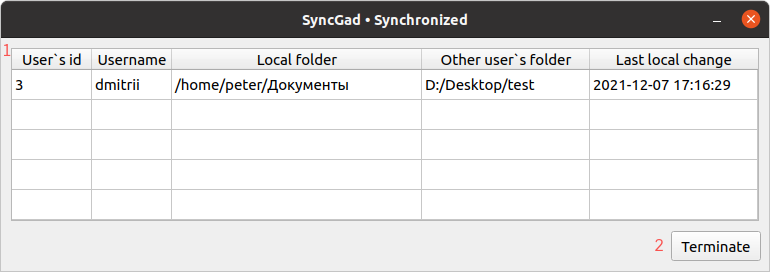 SyncGad • Synchronized
1
User`s id Username Local folder Other user`s folder Last local change
3 dmitrii /home/peter/Документы D:/Desktop/test 2021-12-07 17:16:29
2 Terminate